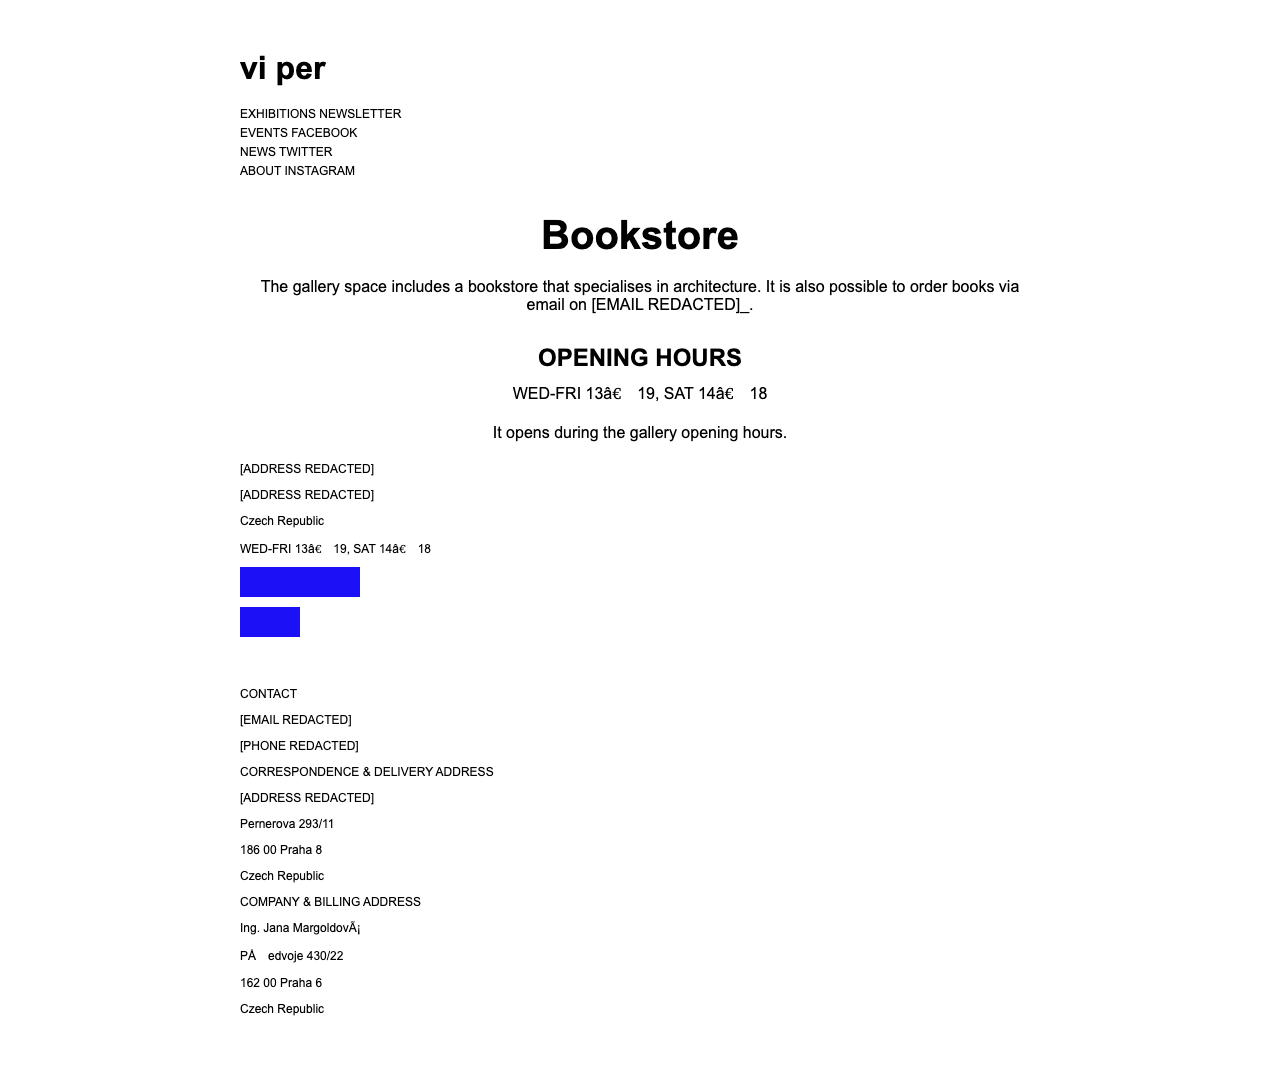 vi per
EXHIBITIONS NEWSLETTER
EVENTS FACEBOOK
NEWS TWITTER
ABOUT INSTAGRAM
Bookstore
The gallery space includes a bookstore that specialises in architecture. It is also possible to order books via
email on [EMAIL REDACTED]_.
OPENING HOURS
WED-FRI 13â€ 19, SAT 14â€ 18
It opens during the gallery opening hours.
[ADDRESS REDACTED]
[ADDRESS REDACTED]
Czech Republic
WED-FRI 13â€ 19, SAT 14â€ 18
CONTACT
[EMAIL REDACTED]
[PHONE REDACTED]
CORRESPONDENCE & DELIVERY ADDRESS
[ADDRESS REDACTED]
Pernerova 293/11
186 00 Praha 8
Czech Republic
COMPANY & BILLING ADDRESS
Ing. Jana MargoldovÃ¡
PÅ edvoje 430/22
162 00 Praha 6
Czech Republic